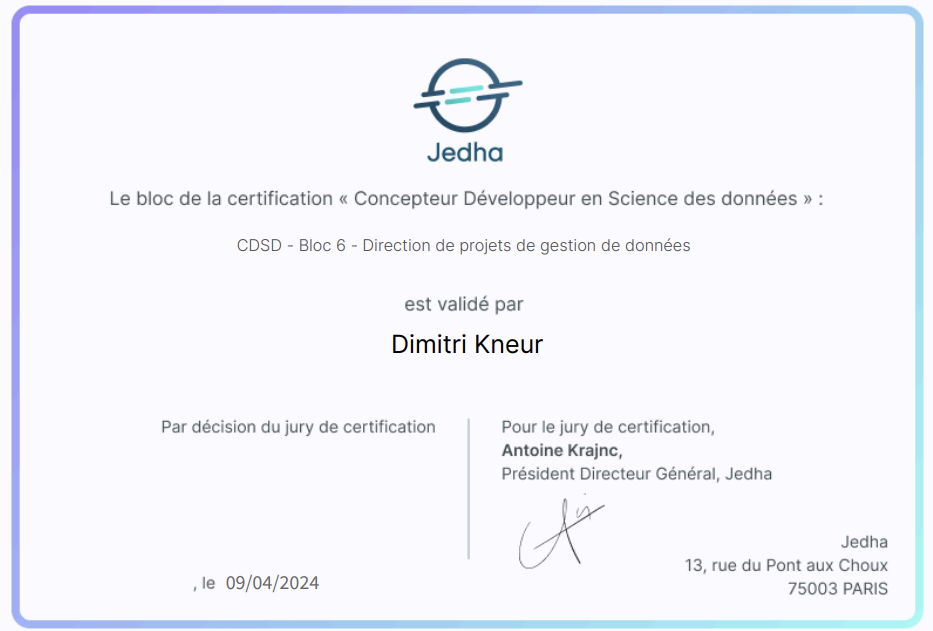 Jedha
Le bloc de la certification « Concepteur Développeur en Science des données » :
CDSD - Bloc 6 - Direction de projets de gestion de données
est validé par
Dimitri Kneur
Par décision du jury de certification
, le 09/04/2024
Pour le jury de certification,
Antoine Krajnc,
Président Directeur Général, Jedha
Jedha
13, rue du Pont aux Choux
75003 PARIS